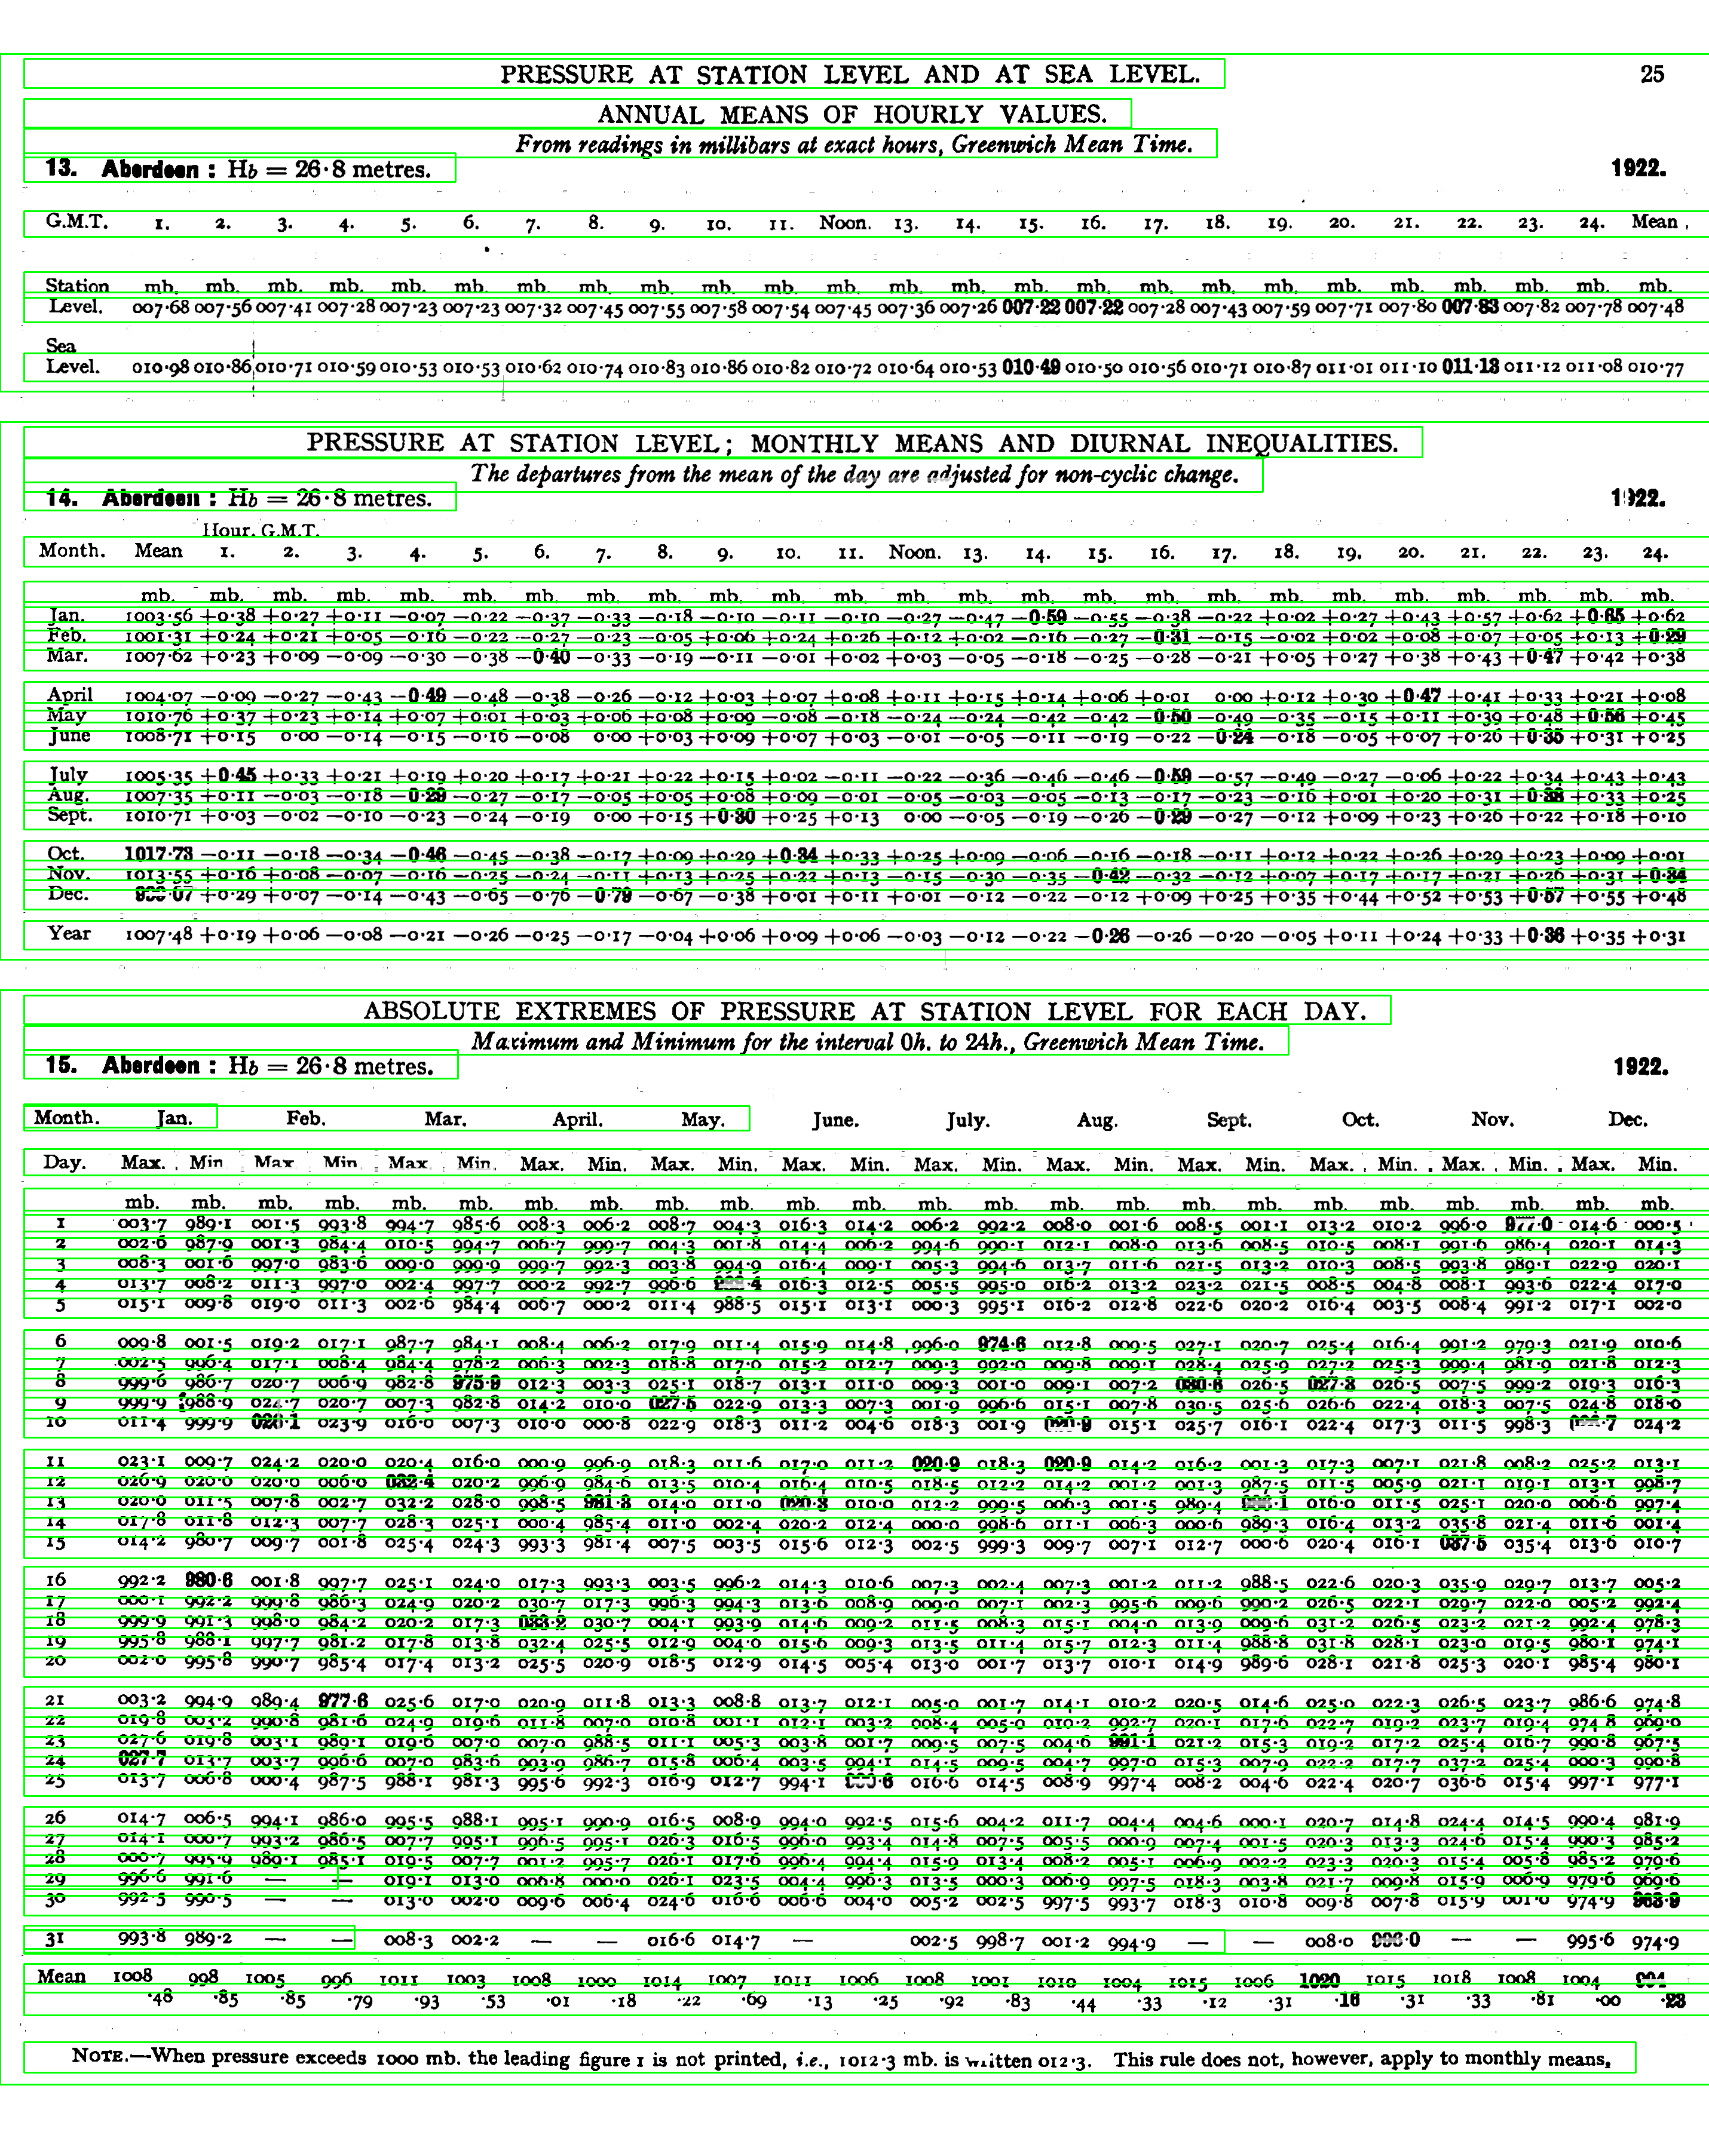 PRESSURE AT STATION LEVEL AND AT SEA LEVEL. 25
ANNUAL MEANS OF HOURLY VALUES.
From readings in millibars at exact hours, Greenwich Mean Time.
13. Aberdeen : Hb = 26·8 metres. 1922.
G.M.T. 1. 2. 3. 4. 5. 6. 7. 8. 9. 10. 11. Noon. 13. 14. 15. 16. 17. 18. 19. 20. 21. 22. 23. 24. Mean
Station mb. mb. mb. mb. mb. mb. mb. mb. mb. mb. mb. mb. mb. mb. mb. mb. mb. mb. mb. mb. mb. mb. mb. mb. mb.
Level. 007·68 007·56 007·41 007·28 007·23 007·23 007·32 007·45 007·55 007·58 007·54 007·45 007·36 007·26 007·22 007·22 007·28 007·43 007·59 007·71 007·80 007·83 007·82 007·78 007·48
Sea
Level. 010·98 010·86 010·71 010·59 010·53 010·53 010·62 010·74 010·83 010·86 010·82 010·72 010·64 010·53 010·49 010·50 010·56 010·71 010·87 011·01 011·10 011·13 011·12 011·08 010·77
PRESSURE AT STATION LEVEL; MONTHLY MEANS AND DIURNAL INEQUALITIES.
The departures from the mean of the day are adjusted for non-cyclic change.
14. Aberdeen : Hb = 26·8 metres. 1922.
Hour. G.M.T.
Month. Mean 1. 2. 3. 4. 5. 6. 7. 8. 9. 10. 11. Noon. 13. 14. 15. 16. 17. 18. 19. 20. 21. 22. 23. 24.
mb. mb. mb. mb. mb. mb. mb. mb. mb. mb. mb. mb. mb. mb. mb. mb. mb. mb. mb. mb. mb. mb. mb. mb. mb.
Jan. 1003·56 +0·38 +0·27 +0·11 —0·07 —0·22 —0·37 —0·33 —0·18 —0·10 —0·11 —0·10 —0·27 —0·47 —0·59 —0·55 —0·38 —0·22 +0·02 +0·27 +0·43 +0·57 +0·62 +0·65 +0·62
Feb. 1001·31 +0·24 +0·21 +0·05 —0·16 —0·22 —0·27 —0·23 —0·05 +0·06 +0·24 +0·26 +0·12 +0·02 —0·16 —0·27 —0·31 —0·15 —0·02 +0·02 +0·08 +0·07 +0·05 +0·13 +0·29
Mar. 1007·62 +0·23 +0·09 —0·09 —0·30 —0·38 —0·40 —0·33 —0·19 —0·11 —0·01 +0·02 +0·03 —0·05 —0·18 —0·25 —0·28 —0·21 +0·05 +0·27 +0·38 +0·43 +0·47 +0·42 +0·38
April 1004·07 —0·09 —0·27 —0·43 —0·49 —0·48 —0·38 —0·26 —0·12 +0·03 +0·07 +0·08 +0·11 +0·15 +0·14 +0·06 +0·01 0·00 +0·12 +0·30 +0·47 +0·41 +0·33 +0·21 +0·08
May 1010·76 +0·37 +0·23 +0·14 +0·07 +0·01 +0·03 +0·06 +0·08 +0·09 —0·08 —0·18 —0·24 —0·24 —0·42 —0·42 —0·50 —0·49 —0·35 —0·15 +0·11 +0·39 +0·48 +0·56 +0·45
June 1008·71 +0·15 0·00 —0·14 —0·15 —0·16 —0·08 0·00 +0·03 +0·09 +0·07 +0·03 —0·01 —0·05 —0·11 —0·19 —0·22 —0·24 —0·18 —0·05 +0·07 +0·26 +0·35 +0·31 +0·25
July 1005·35 +0·45 +0·33 +0·21 +0·19 +0·20 +0·17 +0·21 +0·22 +0·15 +0·02 —0·11 —0·22 —0·36 —0·46 —0·46 —0·59 —0·57 —0·49 —0·27 —0·06 +0·22 +0·34 +0·43 +0·43
Aug. 1007·35 +0·11 —0·03 —0·18 —0·29 —0·27 —0·17 —0·05 +0·05 +0·08 +0·09 —0·01 —0·05 —0·03 —0·05 —0·13 —0·17 —0·23 —0·16 +0·01 +0·20 +0·31 +0·38 +0·33 +0·25
Sept. 1010·71 +0·03 —0·02 —0·10 —0·23 —0·24 —0·19 0·00 +0·15 +0·30 +0·25 +0·13 0·00 —0·05 —0·19 —0·26 —0·29 —0·27 —0·12 +0·09 +0·23 +0·26 +0·22 +0·18 +0·10
Oct. 1017·73 —0·11 —0·18 —0·34 —0·46 —0·45 —0·38 —0·17 +0·09 +0·29 +0·34 +0·33 +0·25 +0·09 —0·06 —0·16 —0·18 —0·11 +0·12 +0·22 +0·26 +0·29 +0·23 +0·09 +0·01
Nov. 1013·55 +0·16 +0·08 —0·07 —0·16 —0·25 —0·24 —0·11 +0·13 +0·25 +0·22 +0·13 —0·15 —0·30 —0·35 —0·42 —0·32 —0·12 +0·07 +0·17 +0·17 +0·21 +0·26 +0·31 +0·34
Dec. +0·29 +0·07 —0·14 —0·43 —0·65 —0·76 —0·79 —0·67 —0·38 +0·01 +0·11 +0·01 —0·12 —0·22 —0·12 +0·09 +0·25 +0·35 +0·44 +0·52 +0·53 +0·57 +0·55 +0·48
Year 1007·48 +0·19 +0·06 —0·08 —0·21 —0·26 —0·25 —0·17 —0·04 +0·06 +0·09 +0·06 —0·03 —0·12 —0·22 —0·26 —0·26 —0·20 —0·05 +0·11 +0·24 +0·33 +0·36 +0·35 +0·31
ABSOLUTE EXTREMES OF PRESSURE AT STATION LEVEL FOR EACH DAY.
Maximum and Minimum for the interval 0h. to 24h., Greenwich Mean Time.
15. Aberdeen : Hb = 26·8 metres. 1922.
Month. Jan. Feb. Mar. April. May. June. July. Aug. Sept. Oct. Nov. Dec.
Day. Max. Min. Max. Min. Max. Min. Max. Min. Max. Min. Max. Min. Max. Min. Max. Min. Max. Min. Max. Min. Max. Min. Max. Min.
mb. mb. mb. mb. mb. mb. mb. mb. mb. mb. mb. mb. mb. mb. mb. mb. mb. mb. mb. mb. mb. mb. mb. mb.
1 003·7 989·1 001·5 993·8 994·7 985·6 008·3 006·2 008·7 004·3 016·3 014·2 006·2 992·2 008·0 001·6 008·5 001·1 013·2 010·2 996·0 977·0 014·6 000·5
2 002·6 987·9 001·3 984·4 010·5 994·7 006·7 999·7 004·3 001·8 014·4 006·2 994·6 990·1 012·1 008·0 013·6 008·5 010·5 008·1 991·6 986·4 020·1 014·3
3 008·3 001·6 997·0 983·6 009·0 999·9 999·7 992·3 003·8 994·9 016·4 009·1 005·3 994·6 013·7 011·6 021·5 013·2 010·3 008·5 993·8 989·1 022·9 020·1
4 013·7 008·2 011·3 997·0 002·4 997·7 000·2 992·7 996·6 016·3 012·5 005·5 995·0 016·2 013·2 023·2 021·5 008·5 004·8 008·1 993·6 022·4 017·0
5 015·1 009·8 019·0 011·3 002·6 984·4 006·7 000·2 011·4 988·5 015·1 013·1 000·3 995·1 016·2 012·8 022·6 020·2 016·4 003·5 008·4 991·2 017·1 002·0
6 009·8 001·5 019·2 017·1 987·7 984·1 008·4 006·2 017·9 011·4 015·9 014·8 996·0 974·6 012·8 009·5 027·1 020·7 025·4 016·4 991·2 979·3 021·9 010·6
7 002·5 996·4 017·1 008·4 984·4 978·2 006·3 002·3 018·8 017·0 015·2 012·7 009·3 992·0 009·8 009·1 028·4 025·9 027·2 025·3 999·4 981·9 021·8 012·3
8 999·6 986·7 020·7 006·9 982·8 975·9 012·3 003·3 025·1 018·7 013·1 011·0 009·3 001·0 009·1 007·2 030·6 026·5 027·8 026·5 007·5 999·2 019·3 016·3
9 999·9 988·9 024·7 020·7 007·3 982·8 014·2 010·0 027·5 022·9 013·3 007·3 001·9 996·6 015·1 007·8 030·5 025·6 026·6 022·4 018·3 007·5 024·8 018·0
10 011·4 999·9 023·9 016·0 007·3 010·0 000·8 022·9 018·3 011·2 004·6 018·3 001·9 015·1 025·7 016·1 022·4 017·3 011·5 998·3 024·2
11 023·1 009·7 024·2 020·0 020·4 016·0 000·9 996·9 018·3 011·6 017·0 011·2 020·9 018·3 020·9 014·2 016·2 001·3 017·3 007·1 021·8 008·2 025·2 013·1
12 026·9 020·0 020·0 006·0 032·4 020·2 996·9 984·6 013·5 010·4 016·4 010·5 018·5 012·2 014·2 001·2 001·3 987·5 011·5 005·9 021·1 019·1 013·1 998·7
13 020·0 011·5 007·8 002·7 032·2 028·0 998·5 981·3 014·0 011·0 010·0 012·2 999·5 006·3 001·5 989·4 016·0 011·5 025·1 020·0 006·6 997·4
14 017·8 011·8 012·3 007·7 028·3 025·1 000·4 985·4 011·0 002·4 020·2 012·4 000·0 998·6 011·1 006·3 000·6 989·3 016·4 013·2 035·8 021·4 011·6 001·4
15 014·2 980·7 009·7 001·8 025·4 024·3 993·3 981·4 007·5 003·5 015·6 012·3 002·5 999·3 009·7 007·1 012·7 000·6 020·4 016·1 037·5 035·4 013·6 010·7
16 992·2 980·6 001·8 997·7 025·1 024·0 017·3 993·3 003·5 996·2 014·3 010·6 007·3 002·4 007·3 001·2 011·2 988·5 022·6 020·3 035·9 029·7 013·7 005·2
17 000·1 992·2 999·8 986·3 024·9 020·2 030·7 017·3 996·3 994·3 013·6 008·9 009·0 007·1 002·3 995·6 009·6 990·2 026·5 022·1 029·7 022·0 005·2 992·4
18 999·9 991·3 998·0 984·2 020·2 017·3 033·2 030·7 004·1 993·9 014·6 009·2 011·5 008·3 015·1 004·0 013·9 009·6 031·2 026·5 023·2 021·2 992·4 978·3
19 995·8 988·1 997·7 981·2 017·8 013·8 032·4 025·5 012·9 004·0 015·6 009·3 013·5 011·4 015·7 012·3 011·4 988·8 031·8 028·1 023·0 019·5 980·1 974·1
20 002·0 995·8 990·7 985·4 017·4 013·2 025·5 020·9 018·5 012·9 014·5 005·4 013·0 001·7 013·7 010·1 014·9 989·6 028·1 021·8 025·3 020·1 985·4 980·1
21 003·2 994·9 989·4 977·6 025·6 017·0 020·9 011·8 013·3 008·8 013·7 012·1 005·0 001·7 014·1 010·2 020·5 014·6 025·0 022·3 026·5 023·7 986·6 974·8
22 019·8 003·2 990·8 981·6 024·9 019·6 011·8 007·0 010·8 001·1 012·1 003·2 008·4 005·0 010·2 992·7 020·1 017·6 022·7 019·2 023·7 019·4 974·8 969·0
23 027·6 019·8 003·1 989·1 019·6 007·0 007·0 988·5 011·1 005·3 003·8 001·7 009·5 007·5 004·6 991·1 021·2 015·3 019·2 017·2 025·4 016·7 990·8 967·5
24 027·7 013·7 003·7 996·6 007·0 983·6 993·9 986·7 015·8 006·4 003·5 994·1 014·5 009·5 004·7 997·0 015·3 007·9 022·2 017·7 037·2 025·4 000·3 990·8
25 013·7 006·8 000·4 987·5 988·1 981·3 995·6 992·3 016·9 012·7 994·1 016·6 014·5 008·9 997·4 008·2 004·6 022·4 020·7 036·6 015·4 997·1 977·1
26 014·7 006·5 994·1 986·0 995·5 988·1 995·1 990·9 016·5 008·9 994·0 992·5 015·6 004·2 011·7 004·4 004·6 000·1 020·7 014·8 024·4 014·5 990·4 981·9
27 014·1 000·7 993·2 986·5 007·7 995·1 996·5 995·1 026·3 016·5 996·0 993·4 014·8 007·5 005·5 000·9 007·4 001·5 020·3 013·3 024·6 015·4 990·3 985·2
28 000·7 995·9 989·1 985·1 019·5 007·7 001·2 995·7 026·1 017·6 996·4 994·4 015·9 013·4 008·2 005·1 006·9 002·2 023·3 020·3 015·4 005·8 985·2 979·6
29 996·6 991·6 — — 019·1 013·0 006·8 000·0 026·1 023·5 004·4 996·3 013·5 000·3 006·9 997·5 018·3 003·8 021·7 009·8 015·9 006·9 979·6 969·6
30 992·5 990·5 — — 013·0 002·0 009·6 006·4 024·6 016·6 006·6 004·0 005·2 002·5 997·5 993·7 018·3 010·8 009·8 007·8 015·9 001·0 974·9 963·9
31 993·8 989·2 — — 008·3 002·2 — — 016·6 014·7 — 002·5 998·7 001·2 994·9 — — 008·0 — — 995·6 974·9
Mean 1008 998 1005 996 1011 1003 1008 1000 1014 1007 1011 1006 1008 1001 1010 1004 1015 1006 1020 1015 1018 1008 1004 994
·48 ·85 ·85 ·79 ·93 ·53 ·01 ·18 ·22 ·69 ·13 ·25 ·92 ·83 ·44 ·33 ·12 ·31 ·16 ·31 ·33 ·81 ·00 ·23
NOTE.—When pressure exceeds 1000 mb. the leading figure 1 is not printed, i.e., 1012·3 mb. is written 012·3. This rule does not, however, apply to monthly means.